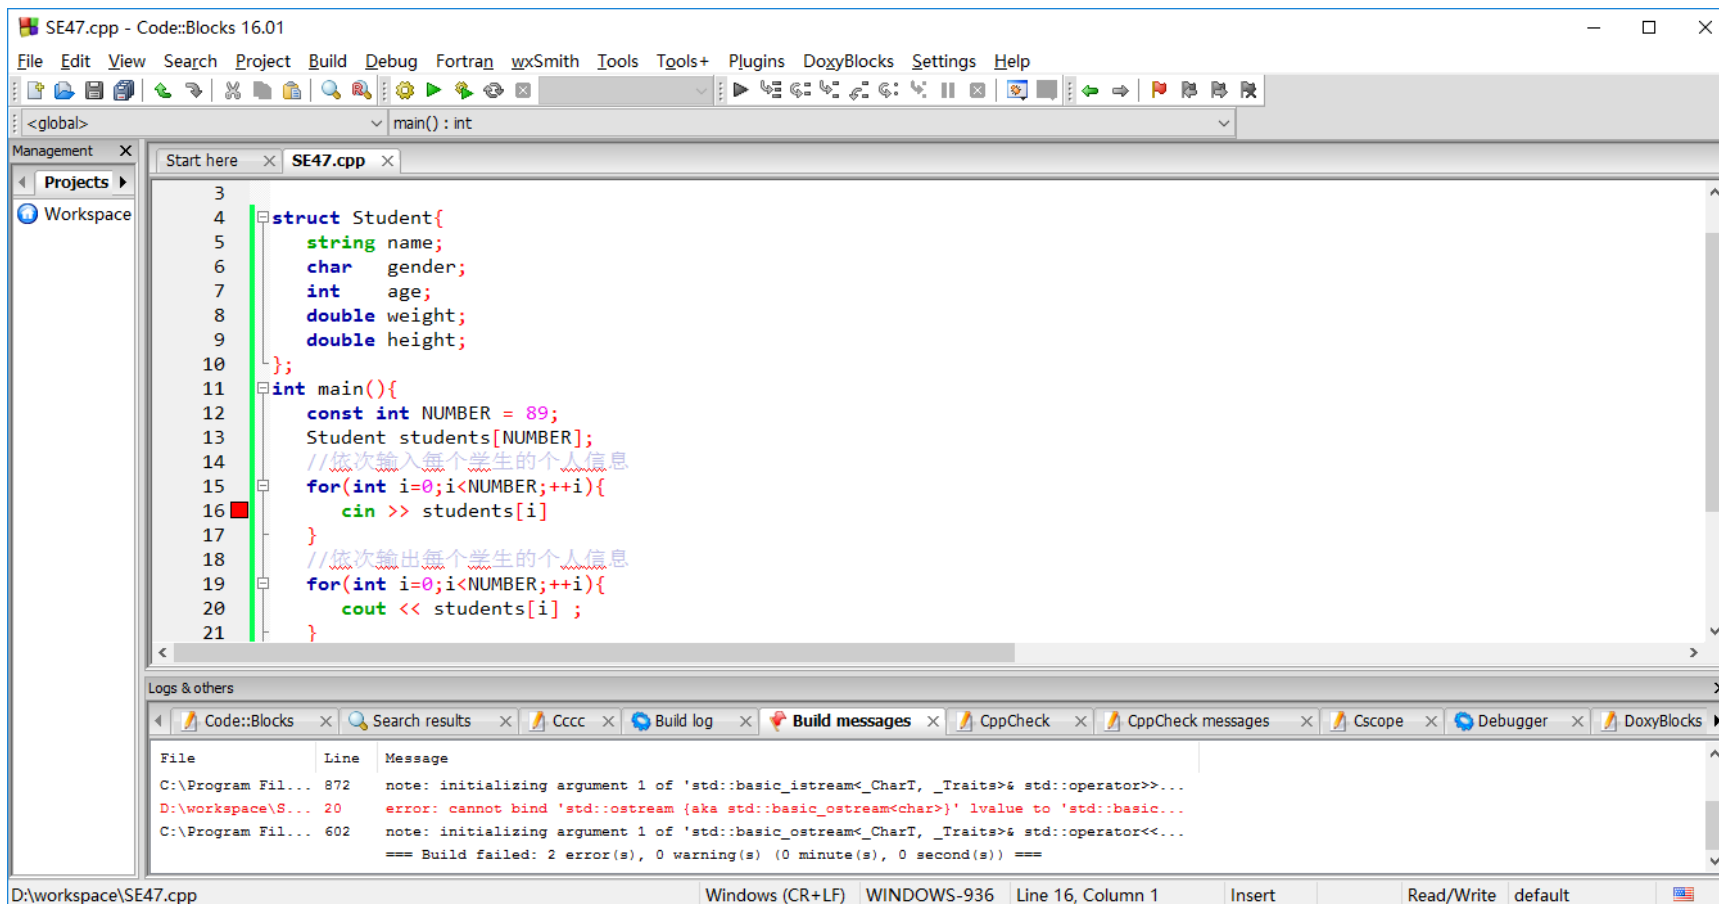 SE47.cpp - Code::Blocks 16.01
File Edit View Search Project Build Debug Fortran wxSmith Tools Tools+ Plugins DoxyBlocks Settings Help
<global> main() : int
Management
Start here SE47.cpp
Projects
Workspace
3
4 struct Student{
5 string name;
6 char gender;
7 int age;
8 double weight;
9 double height;
10 };
11 int main(){
12 const int NUMBER = 89;
13 Student students[NUMBER];
14 //依次输入每个学生的个人信息
15 for(int i=0;i<NUMBER;++i){
16 cin >> students[i]
17 }
18 //依次输出每个学生的个人信息
19 for(int i=0;i<NUMBER;++i){
20 cout << students[i] ;
21 }
Logs & others
Code::Blocks Search results Cccc Build log Build messages CppCheck CppCheck messages Cscope Debugger DoxyBlocks
File Line Message
C:\Program Fil... 872 note: initializing argument 1 of 'std::basic_istream<_CharT, _Traits>& std::operator>>...
D:\workspace\S... 20 error: cannot bind 'std::ostream {aka std::basic_ostream<char>}' lvalue to 'std::basic...
C:\Program Fil... 602 note: initializing argument 1 of 'std::basic_ostream<_CharT, _Traits>& std::operator<<...
=== Build failed: 2 error(s), 0 warning(s) (0 minute(s), 0 second(s)) ===
D:\workspace\SE47.cpp Windows (CR+LF) WINDOWS-936 Line 16, Column 1 Insert Read/Write default